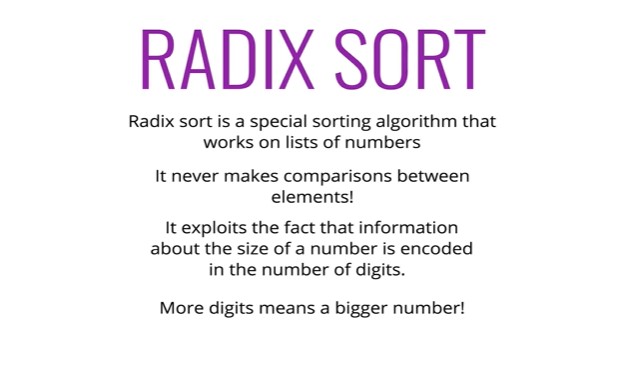 RADIX SORT
Radix sort is a special sorting algorithm that
works on lists of numbers
It never makes comparisons between
elements!
It exploits the fact that information
about the size of a number is encoded
in the number of digits.
More digits means a bigger number!